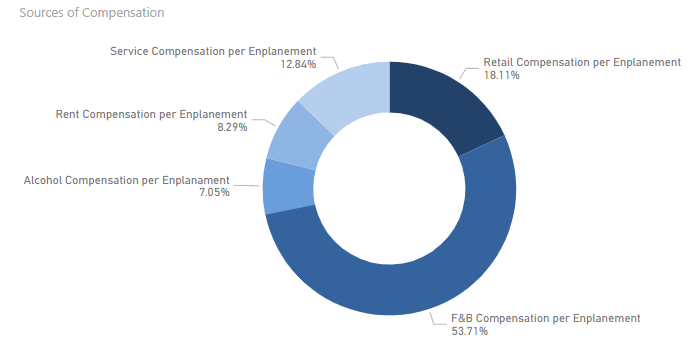 Sources of Compensation
Service Compensation per Enplanement
12.84%
Retail Compensation per Enplanement
18.11%
Rent Compensation per Enplanement
8.29%
Alcohol Compensation per Enplanament
7.05%
F&B Compensation per Enplanement
53.71%